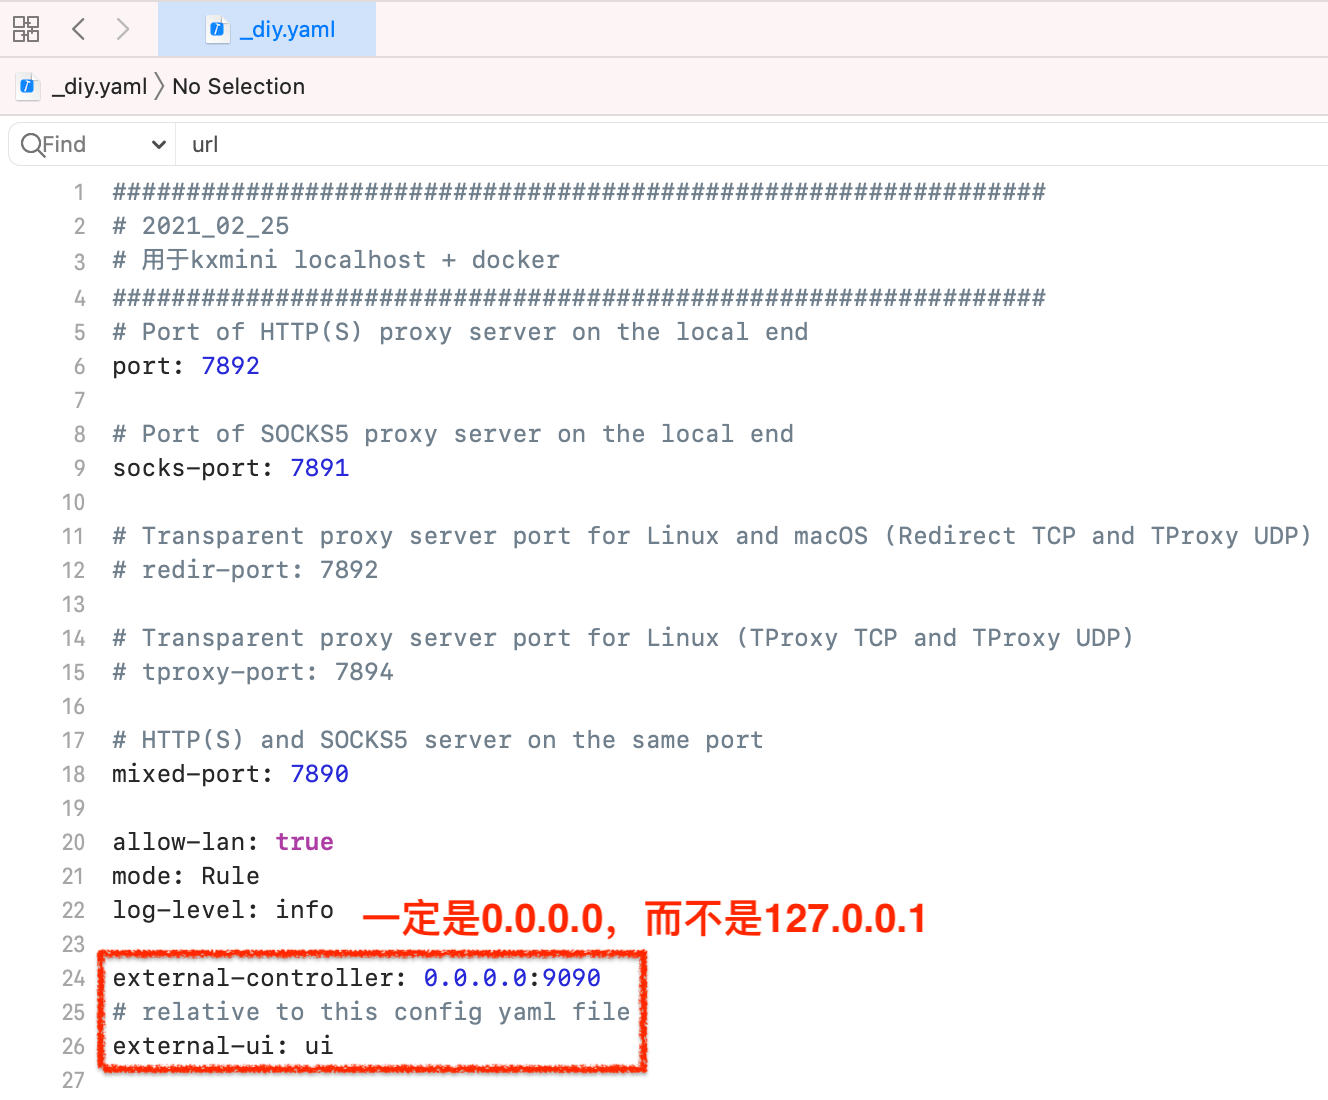 _diy.yaml
_diy.yaml 〉 No Selection
Find url
1 ###############################################################
2 # 2021_02_25
3 # 用于kxmini localhost + docker
4 ###############################################################
5 # Port of HTTP(S) proxy server on the local end
6 port: 7892
7
8 # Port of SOCKS5 proxy server on the local end
9 socks-port: 7891
10
11 # Transparent proxy server port for Linux and macOS (Redirect TCP and TProxy UDP)
12 # redir-port: 7892
13
14 # Transparent proxy server port for Linux (TProxy TCP and TProxy UDP)
15 # tproxy-port: 7894
16
17 # HTTP(S) and SOCKS5 server on the same port
18 mixed-port: 7890
19
20 allow-lan: true
21 mode: Rule
22 log-level: info 一定是0.0.0.0，而不是127.0.0.1
23
24 external-controller: 0.0.0.0:9090
25 # relative to this config yaml file
26 external-ui: ui
27